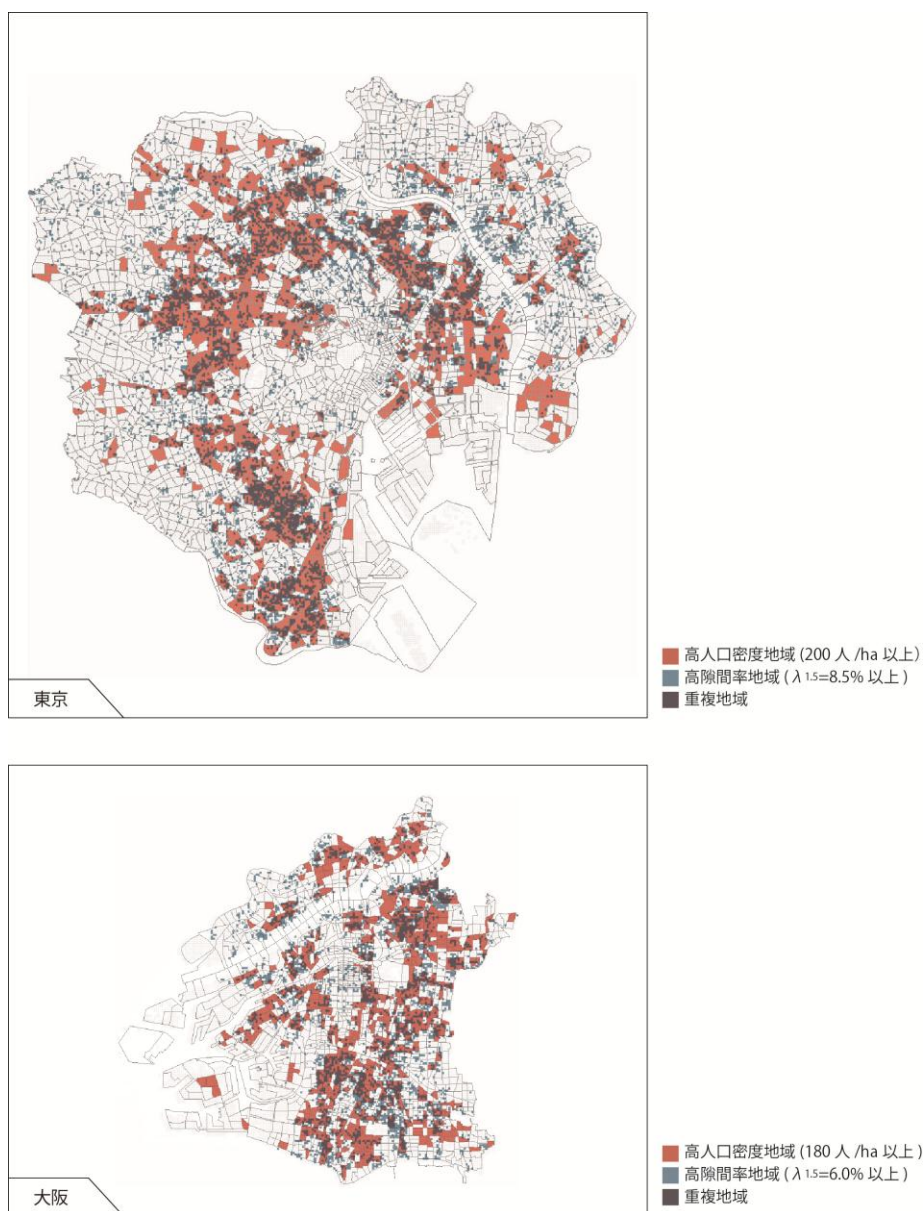 東京
高人口密度地域 (200 人 /ha 以上)
高隙間率地域 ( λ 1.5=8.5% 以上 )
重複地域
大阪
高人口密度地域 (180 人 /ha 以上 )
高隙間率地域 ( λ 1.5=6.0% 以上 )
重複地域